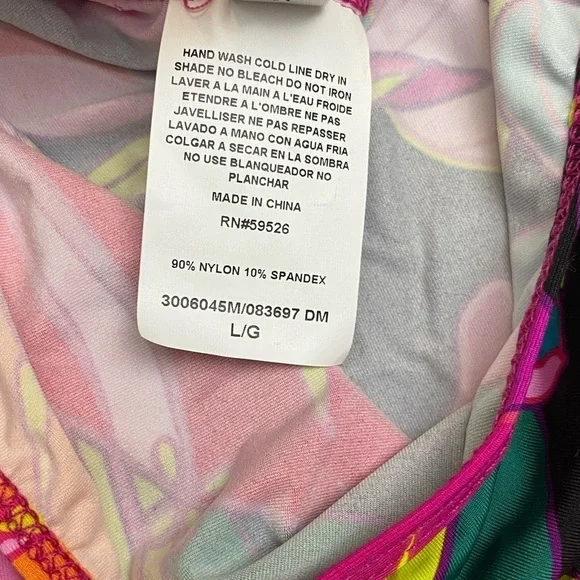 HAND WASH COLD LINE DRY IN
SHADE NO BLEACH DO NOT IRON
LAVER A LA MAIN A L'EAU FROIDE
ETENDRE A L'OMBRE NE PAS
JAVELLISER NE PAS REPASSER
LAVADO A MANO CON AGUA FRIA
COLGAR A SECAR EN LA SOMBRA
NO USE BLANQUEADOR NO
PLANCHAR
MADE IN CHINA
RN#59526
90% NYLON 10% SPANDEX
3006045M/083697 DM
L/G